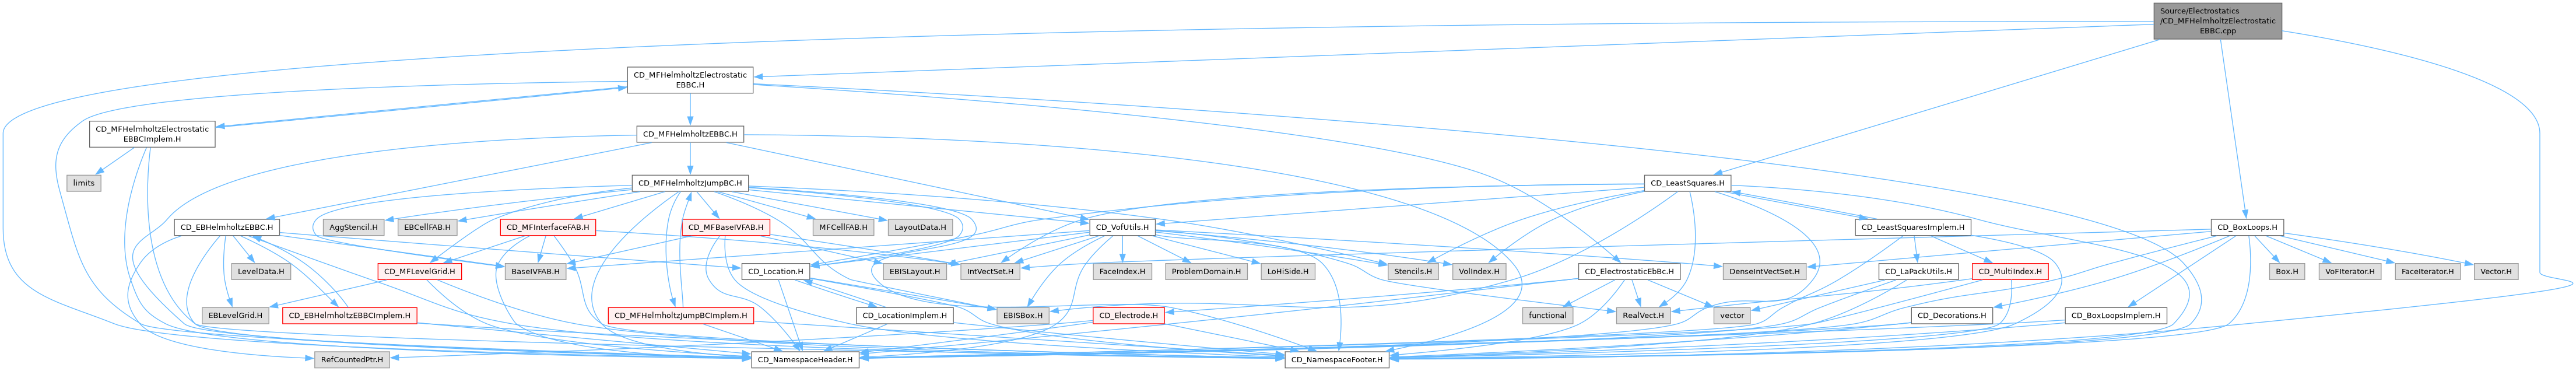 Source/Electrostatics
/CD_MFHelmholtzElectrostatic
EBBC.cpp
CD_MFHelmholtzElectrostatic
EBBC.H
CD_MFHelmholtzElectrostatic
EBBCImplem.H
CD_MFHelmholtzEBBC.H
limits
CD_MFHelmholtzJumpBC.H
CD_LeastSquares.H
CD_EBHelmholtzEBBC.H
AggStencil.H
EBCellFAB.H
CD_MFInterfaceFAB.H
CD_MFBaseIVFAB.H
MFCellFAB.H
LayoutData.H
CD_VofUtils.H
CD_LeastSquaresImplem.H
CD_BoxLoops.H
LevelData.H
CD_MFLevelGrid.H
BaseIVFAB.H
CD_Location.H
EBISLayout.H
IntVectSet.H
FaceIndex.H
ProblemDomain.H
LoHiSide.H
Stencils.H
VolIndex.H
CD_ElectrostaticEbBc.H
DenseIntVectSet.H
CD_LaPackUtils.H
CD_MultiIndex.H
Box.H
VoFIterator.H
FaceIterator.H
Vector.H
EBLevelGrid.H
CD_EBHelmholtzEBBCImplem.H
CD_MFHelmholtzJumpBCImplem.H
CD_LocationImplem.H
EBISBox.H
CD_Electrode.H
functional
RealVect.H
vector
CD_Decorations.H
CD_BoxLoopsImplem.H
RefCountedPtr.H
CD_NamespaceHeader.H
CD_NamespaceFooter.H